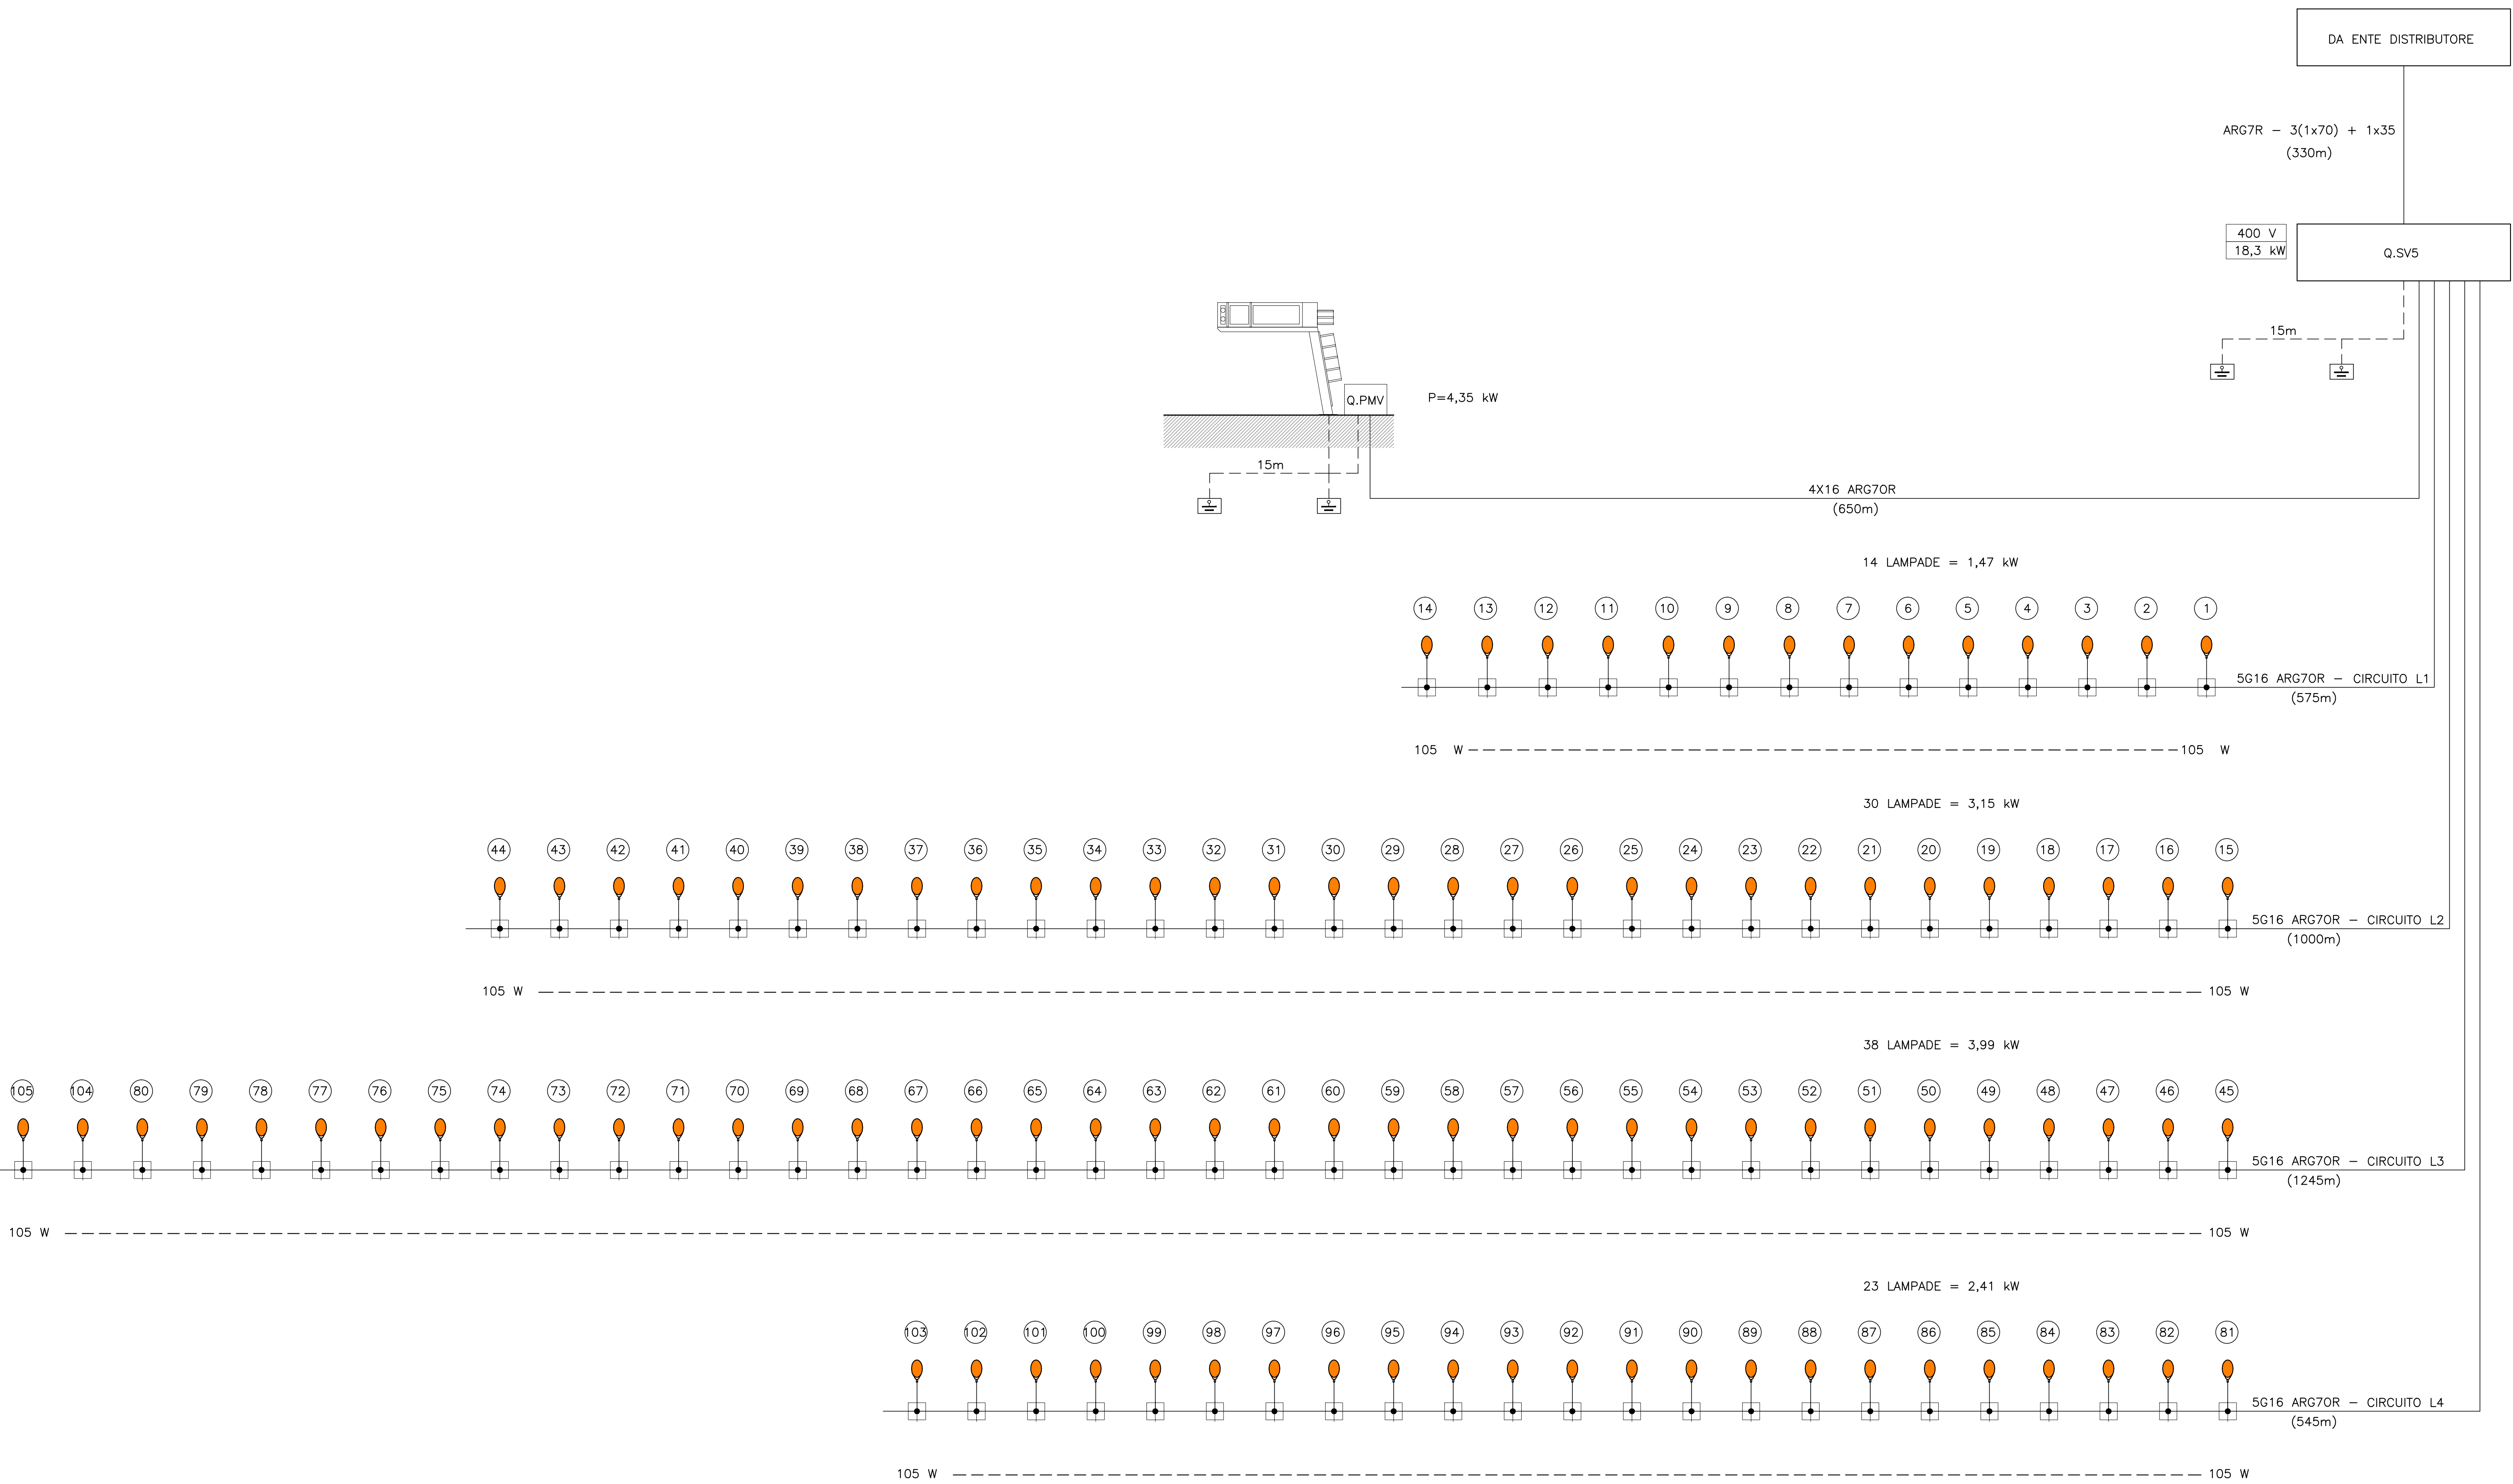 DA ENTE DISTRIBUTORE
ARG7R - 3(1x70) + 1x35
(330m)
400 V
18,3 kW
Q.SV5
15m
Q.PMV
P=4,35 kW
15m
4X16 ARG7OR
(650m)
14 LAMPADE = 1,47 kW
14 13 12 11 10 9 8 7 6 5 4 3 2 1
5G16 ARG7OR - CIRCUITO L1
(575m)
105 W 105 W
30 LAMPADE = 3,15 kW
44 43 42 41 40 39 38 37 36 35 34 33 32 31 30 29 28 27 26 25 24 23 22 21 20 19 18 17 16 15
5G16 ARG7OR - CIRCUITO L2
(1000m)
105 W 105 W
38 LAMPADE = 3,99 kW
105 104 80 79 78 77 76 75 74 73 72 71 70 69 68 67 66 65 64 63 62 61 60 59 58 57 56 55 54 53 52 51 50 49 48 47 46 45
5G16 ARG7OR - CIRCUITO L3
(1245m)
105 W 105 W
23 LAMPADE = 2,41 kW
103 102 101 100 99 98 97 96 95 94 93 92 91 90 89 88 87 86 85 84 83 82 81
5G16 ARG7OR - CIRCUITO L4
(545m)
105 W 105 W